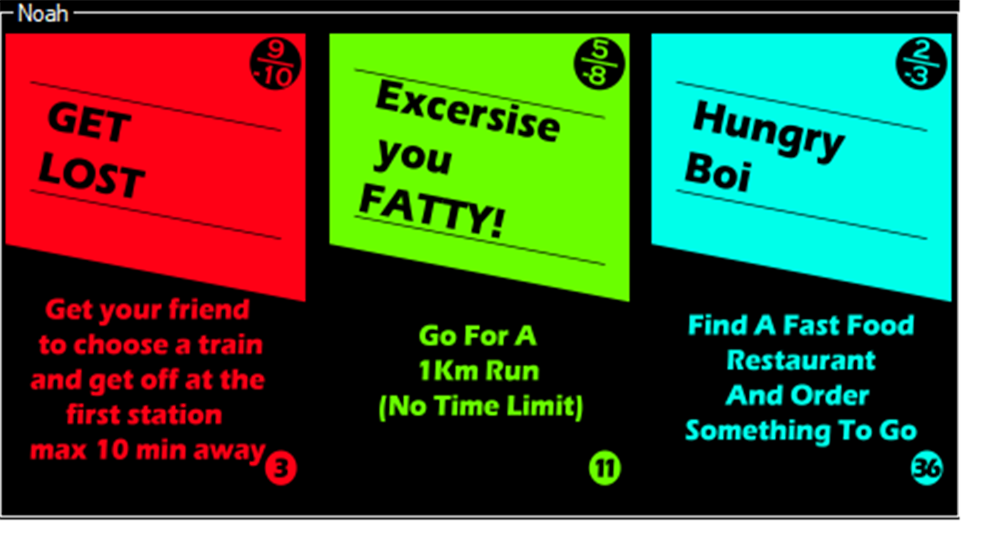 Noah
9
-10
GET
LOST
Get your friend
to choose a train
and get off at the
first station
max 10 min away
3
5
-8
Excersise
you
FATTY!
Go For A
1Km Run
(No Time Limit)
11
2
-3
Hungry
Boi
Find A Fast Food
Restaurant
And Order
Something To Go
36